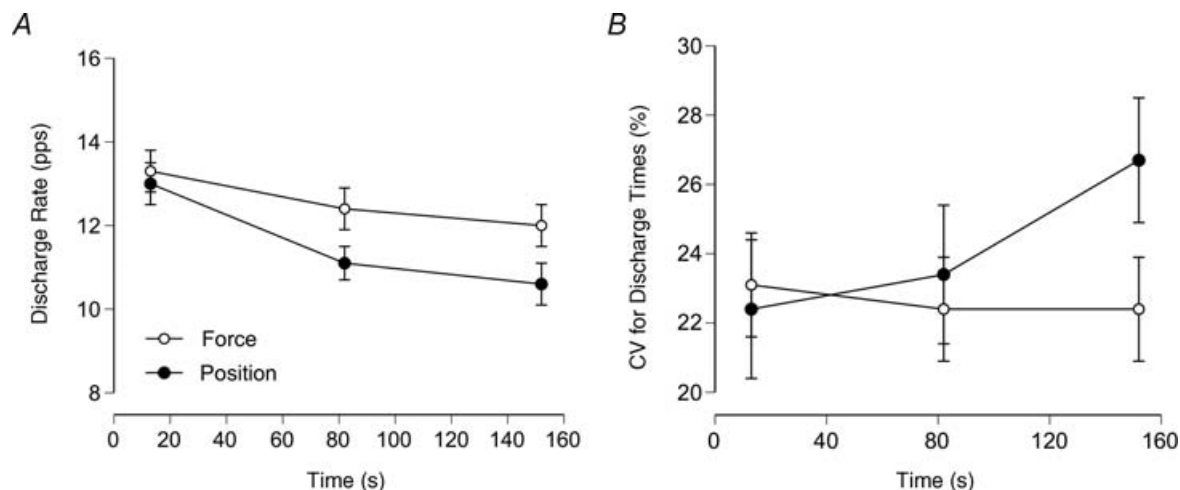 A
16
14
12
10
8
Discharge Rate (pps)
Force
Position
0 20 40 60 80 100 120 140 160
Time (s)
B
30
28
26
24
22
20
CV for Discharge Times (%)
0 40 80 120 160
Time (s)